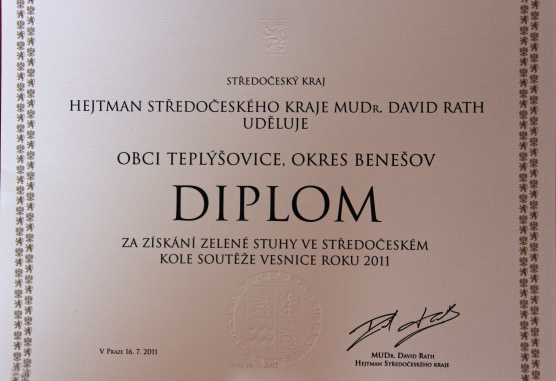 STŘEDOČESKÝ KRAJ
HEJTMAN STŘEDOČESKÉHO KRAJE MUDR. DAVID RATH
UDĚLUJE
OBCI TEPLÝŠOVICE, OKRES BENEŠOV
DIPLOM
ZA ZÍSKÁNÍ ZELENÉ STUHY VE STŘEDOČESKÉM
KOLE SOUTĚŽE VESNICE ROKU 2011
V PRAZE 16. 7. 2011
MUDR. DAVID RATH
HEJTMAN STŘEDOČESKÉHO KRAJE